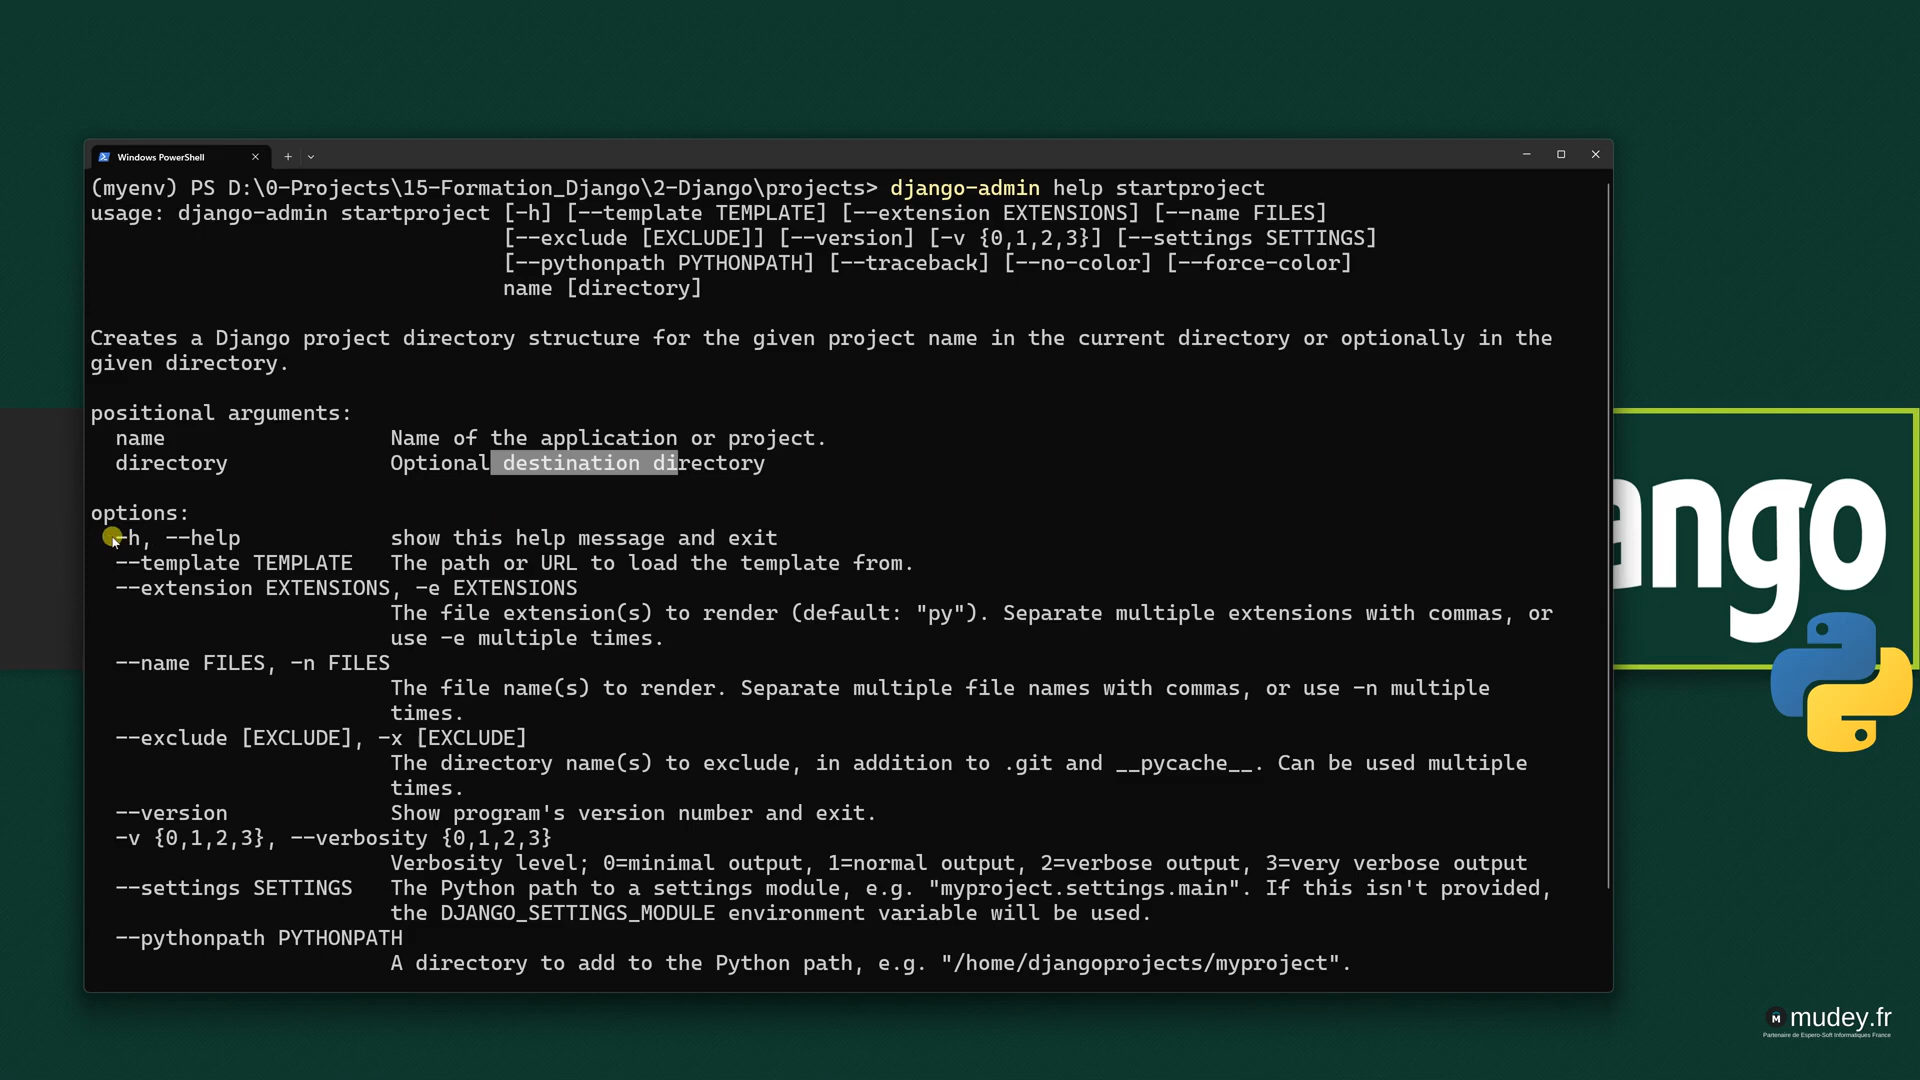 Windows PowerShell
(myenv) PS D:\0-Projects\15-Formation_Django\2-Django\projects> django-admin help startproject
usage: django-admin startproject [-h] [--template TEMPLATE] [--extension EXTENSIONS] [--name FILES]
[--exclude [EXCLUDE]] [--version] [-v {0,1,2,3}] [--settings SETTINGS]
[--pythonpath PYTHONPATH] [--traceback] [--no-color] [--force-color]
name [directory]
Creates a Django project directory structure for the given project name in the current directory or optionally in the
given directory.
positional arguments:
name Name of the application or project.
directory Optional destination directory
options:
-h, --help show this help message and exit
--template TEMPLATE The path or URL to load the template from.
--extension EXTENSIONS, -e EXTENSIONS
The file extension(s) to render (default: "py"). Separate multiple extensions with commas, or
use -e multiple times.
--name FILES, -n FILES
The file name(s) to render. Separate multiple file names with commas, or use -n multiple
times.
--exclude [EXCLUDE], -x [EXCLUDE]
The directory name(s) to exclude, in addition to .git and __pycache__. Can be used multiple
times.
--version Show program's version number and exit.
-v {0,1,2,3}, --verbosity {0,1,2,3}
Verbosity level; 0=minimal output, 1=normal output, 2=verbose output, 3=very verbose output
--settings SETTINGS The Python path to a settings module, e.g. "myproject.settings.main". If this isn't provided,
the DJANGO_SETTINGS_MODULE environment variable will be used.
--pythonpath PYTHONPATH
A directory to add to the Python path, e.g. "/home/djangoprojects/myproject".
ango
M mudey.fr
Partenaire de Espero-Soft Informatiques France